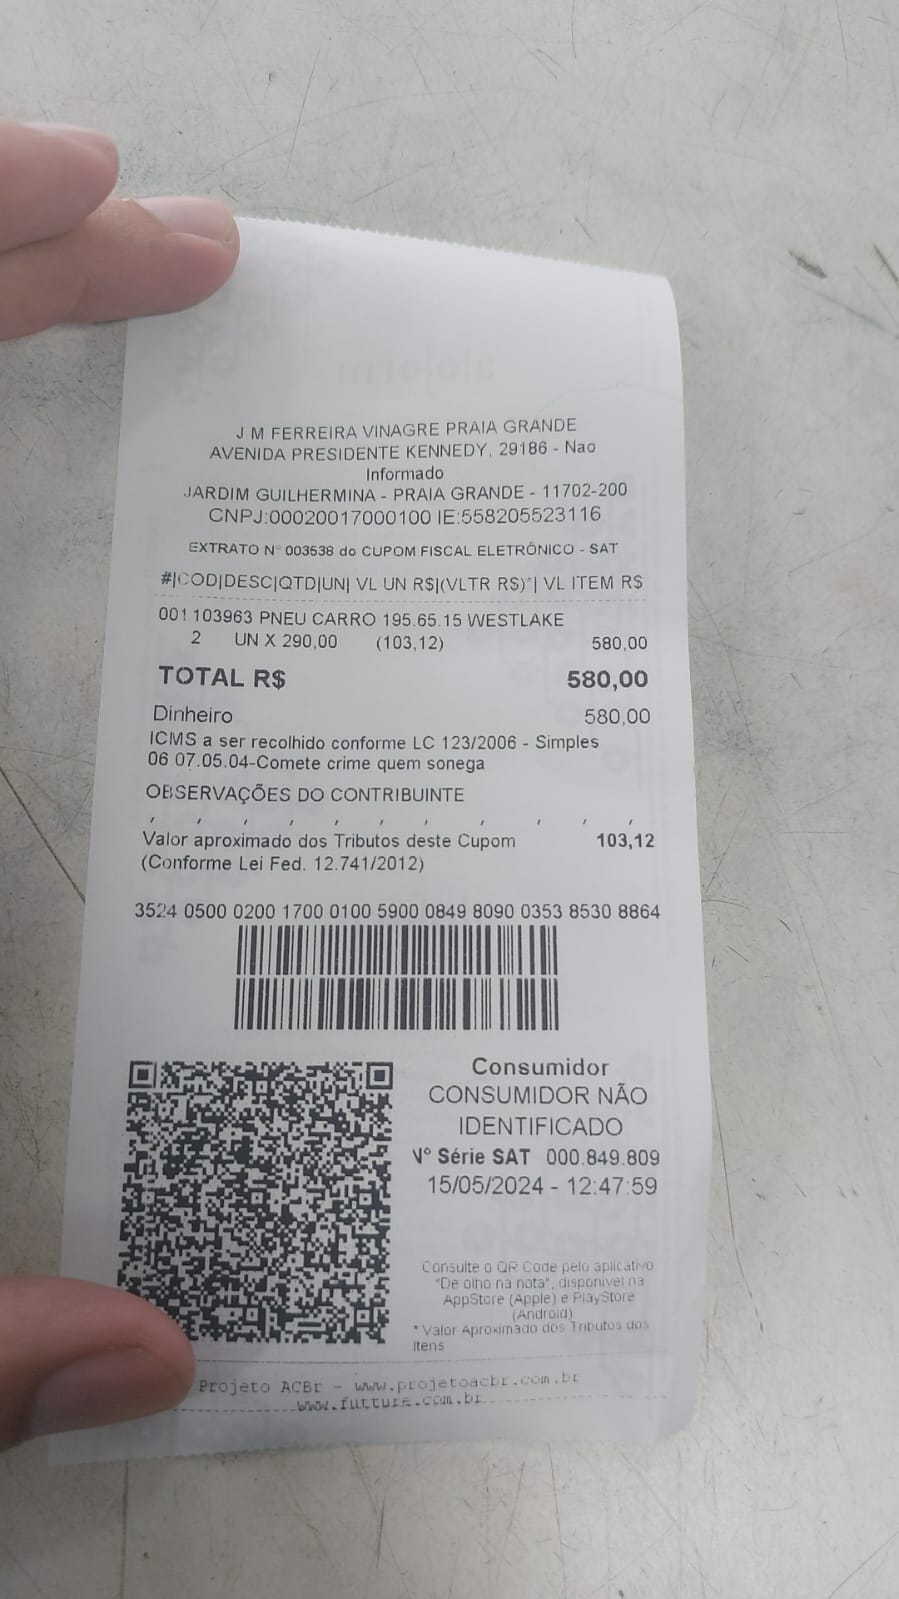 J M FERREIRA VINAGRE PRAIA GRANDE
AVENIDA PRESIDENTE KENNEDY, 29186 - Nao
Informado
JARDIM GUILHERMINA - PRAIA GRANDE - 11702-200
CNPJ:00020017000100 IE:558205523116
EXTRATO N° 003538 do CUPOM FISCAL ELETRÔNICO - SAT
#|COD|DESC|QTD|UN| VL UN R$|(VLTR R$)*| VL ITEM R$
001 103963 PNEU CARRO 195.65.15 WESTLAKE
2 UN X 290,00 (103,12) 580,00
TOTAL R$ 580,00
Dinheiro 580,00
ICMS a ser recolhido conforme LC 123/2006 - Simples
06 07.05.04-Comete crime quem sonega
OBSERVAÇÕES DO CONTRIBUINTE
, , , , , , , , , , ,
Valor aproximado dos Tributos deste Cupom 103,12
(Conforme Lei Fed. 12.741/2012)
3524 0500 0200 1700 0100 5900 0849 8090 0353 8530 8864
Consumidor
CONSUMIDOR NÃO
IDENTIFICADO
N° Série SAT 000.849.809
15/05/2024 - 12:47:59
Consulte o QR Code pelo aplicativo
"De olho na nota", disponível na
AppStore (Apple) e PlayStore
(Android)
* Valor Aproximado dos Tributos dos
Itens
Projeto ACBr - www.projetoacbr.com.br
www.futture.com.br